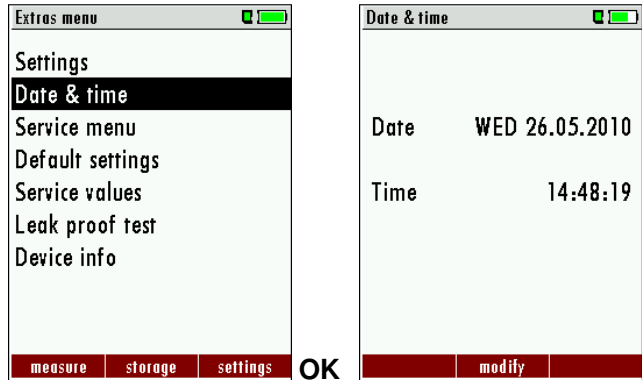 Extras menu
Settings
Date & time
Service menu
Default settings
Service values
Leak proof test
Device info
measure storage settings
OK
Date & time
Date WED 26.05.2010
Time 14:48:19
modify